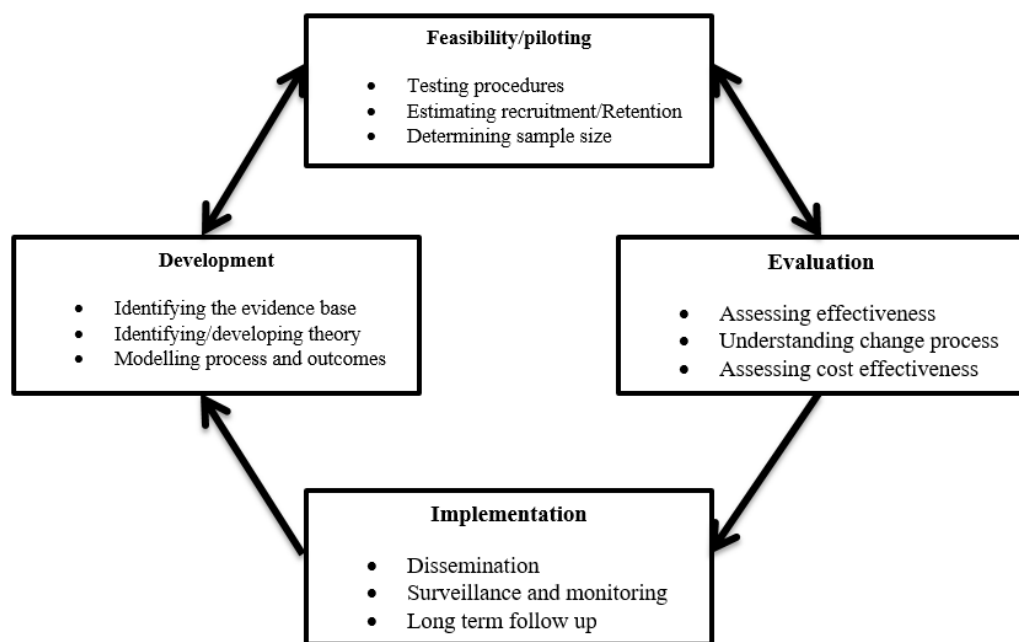 Feasibility/piloting
• Testing procedures
• Estimating recruitment/Retention
• Determining sample size
Development
• Identifying the evidence base
• Identifying/developing theory
• Modelling process and outcomes
Evaluation
• Assessing effectiveness
• Understanding change process
• Assessing cost effectiveness
Implementation
• Dissemination
• Surveillance and monitoring
• Long term follow up